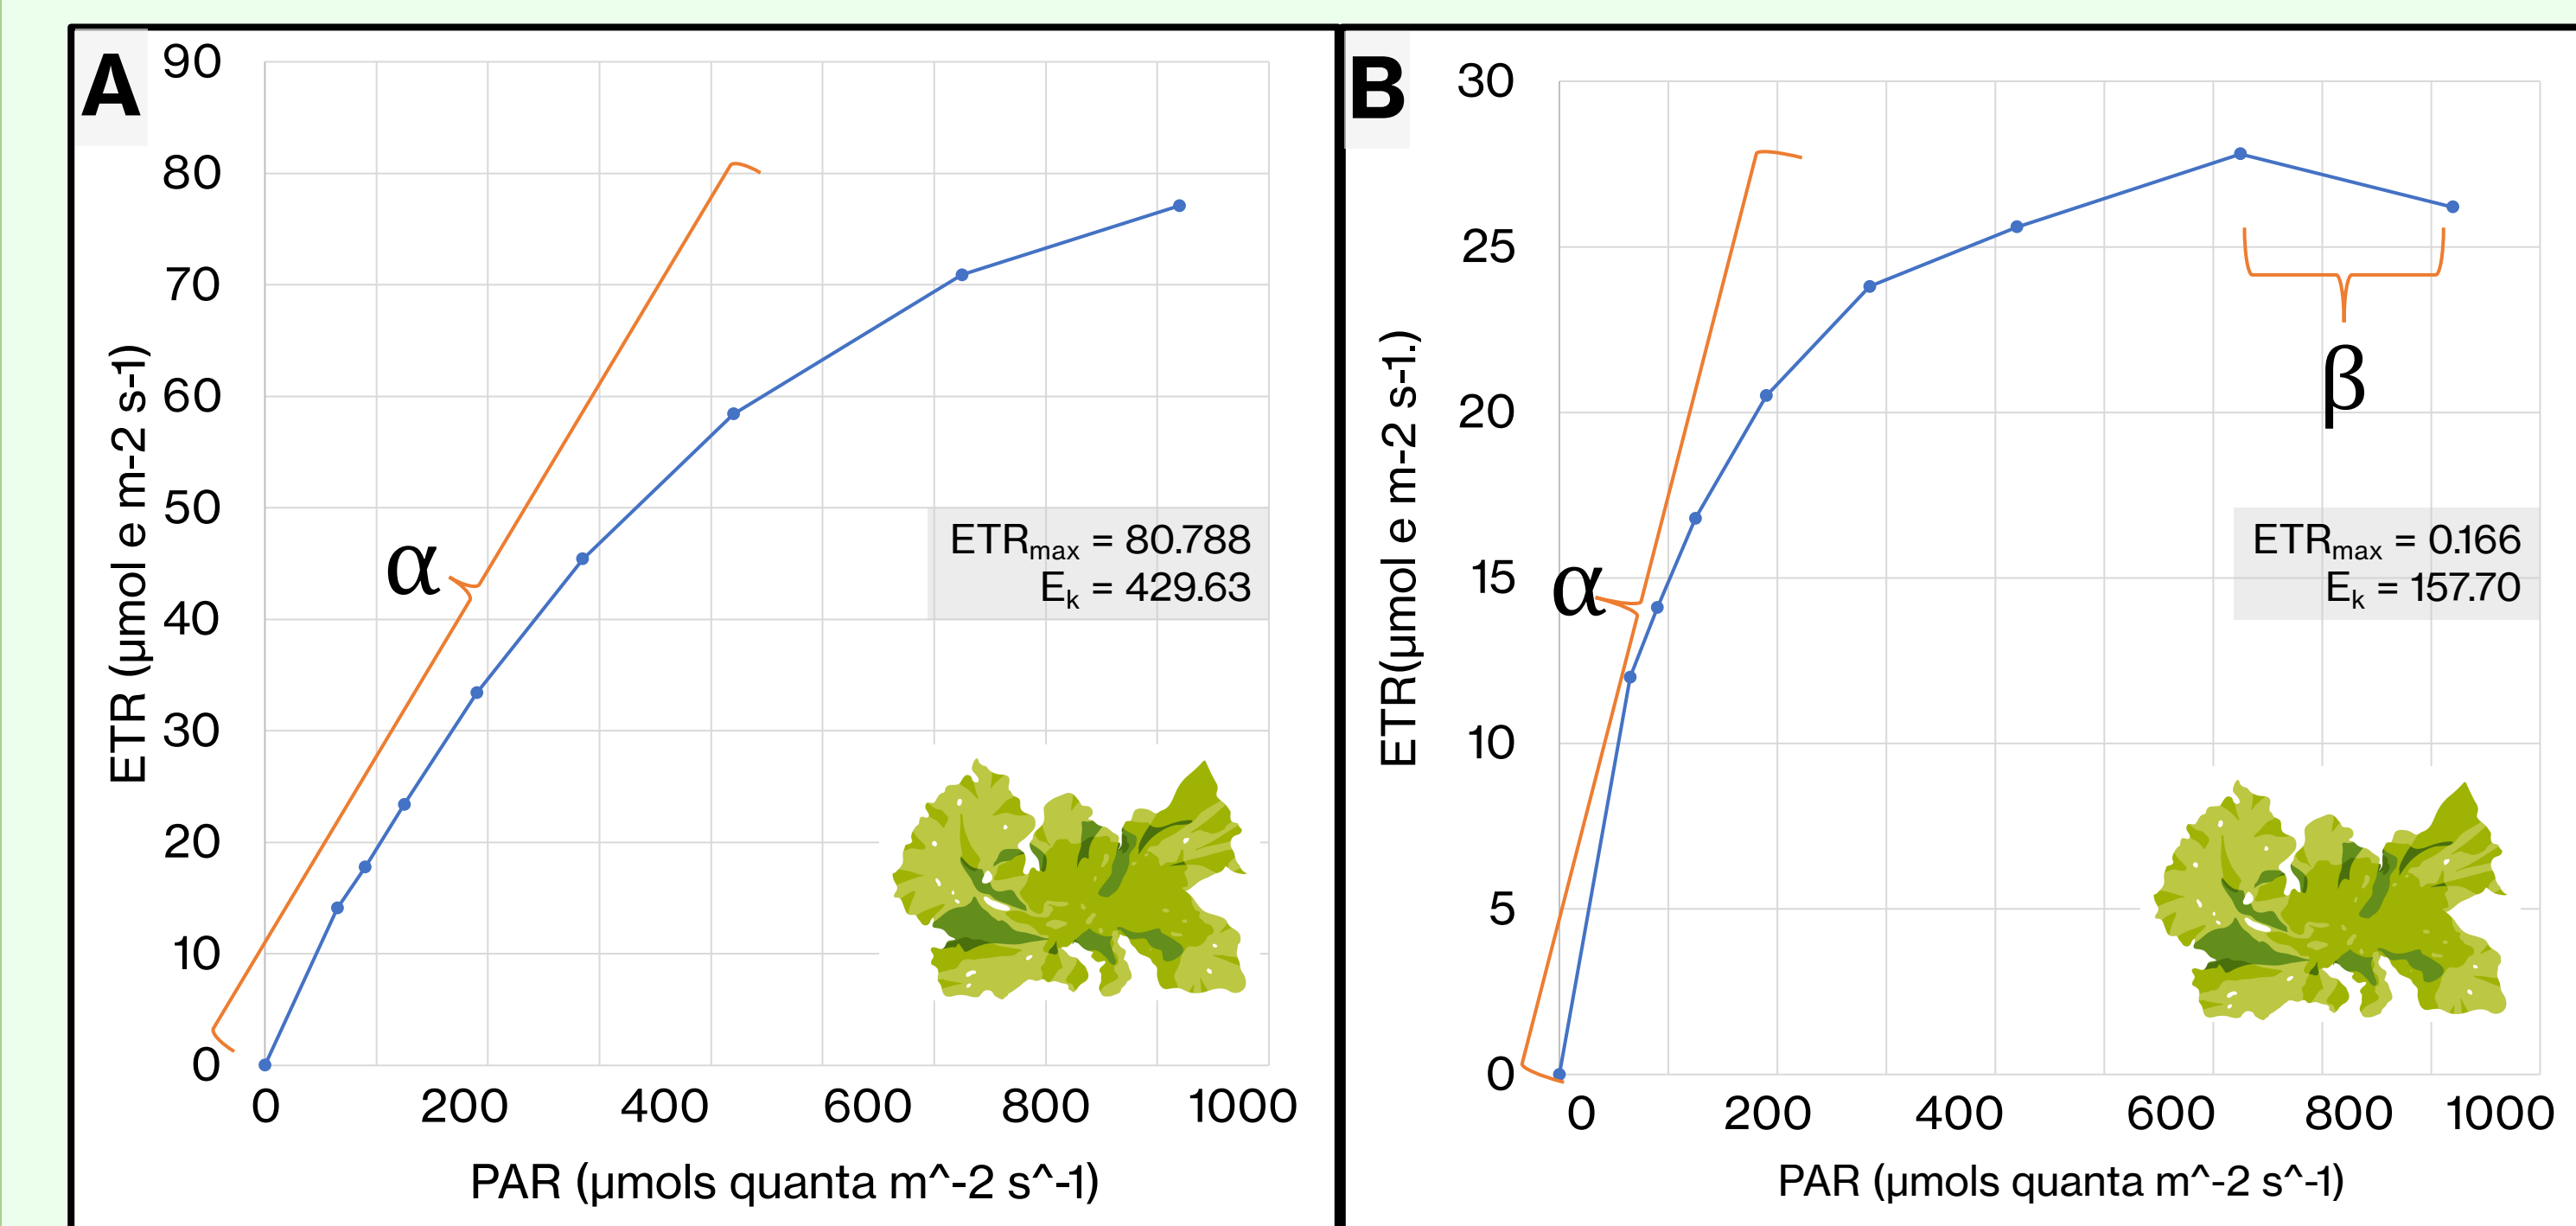 A
90
80
70
60
50
40
30
20
10
0
ETR (µmol e m-2 s-1)
α
ETRmax = 80.788
Ek = 429.63
0 200 400 600 800 1000
PAR (µmols quanta m^-2 s^-1)
B
30
25
20
15
10
5
0
ETR(µmol e m-2 s-1.)
α
β
ETRmax = 0.166
Ek = 157.70
0 200 400 600 800 1000
PAR (µmols quanta m^-2 s^-1)